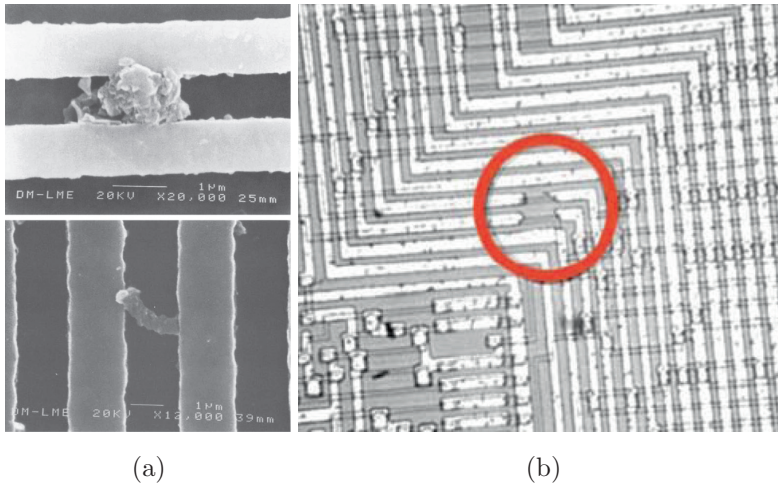 1μm
DM-LME 20KV X20,000 25mm
1μm
DM-LME 20KV X12,000 39mm
(a)
(b)